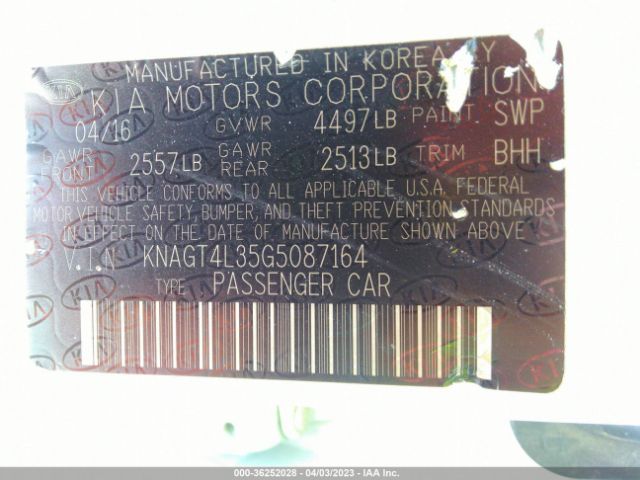 MANUFACTURED IN KOREA BY
KIA MOTORS CORPORATION
04/16 GVWR 4497LB PAINT SWP
GAWR FRONT 2557LB GAWR REAR 2513LB TRIM BHH
THIS VEHICLE CONFORMS TO ALL APPLICABLE U.S.A. FEDERAL
MOTOR VEHICLE SAFETY, BUMPER, AND THEFT PREVENTION STANDARDS
IN EFFECT ON THE DATE OF MANUFACTURE SHOWN ABOVE
V.I.N KNAGT4L35G5087164
TYPE PASSENGER CAR
000-36252028 - 04/03/2023 - IAA Inc.